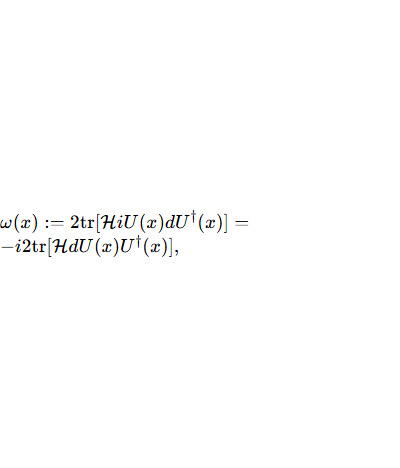 ω(x) := 2tr[ℋiU(x)dU†(x)] =
−i2tr[ℋdU(x)U†(x)],